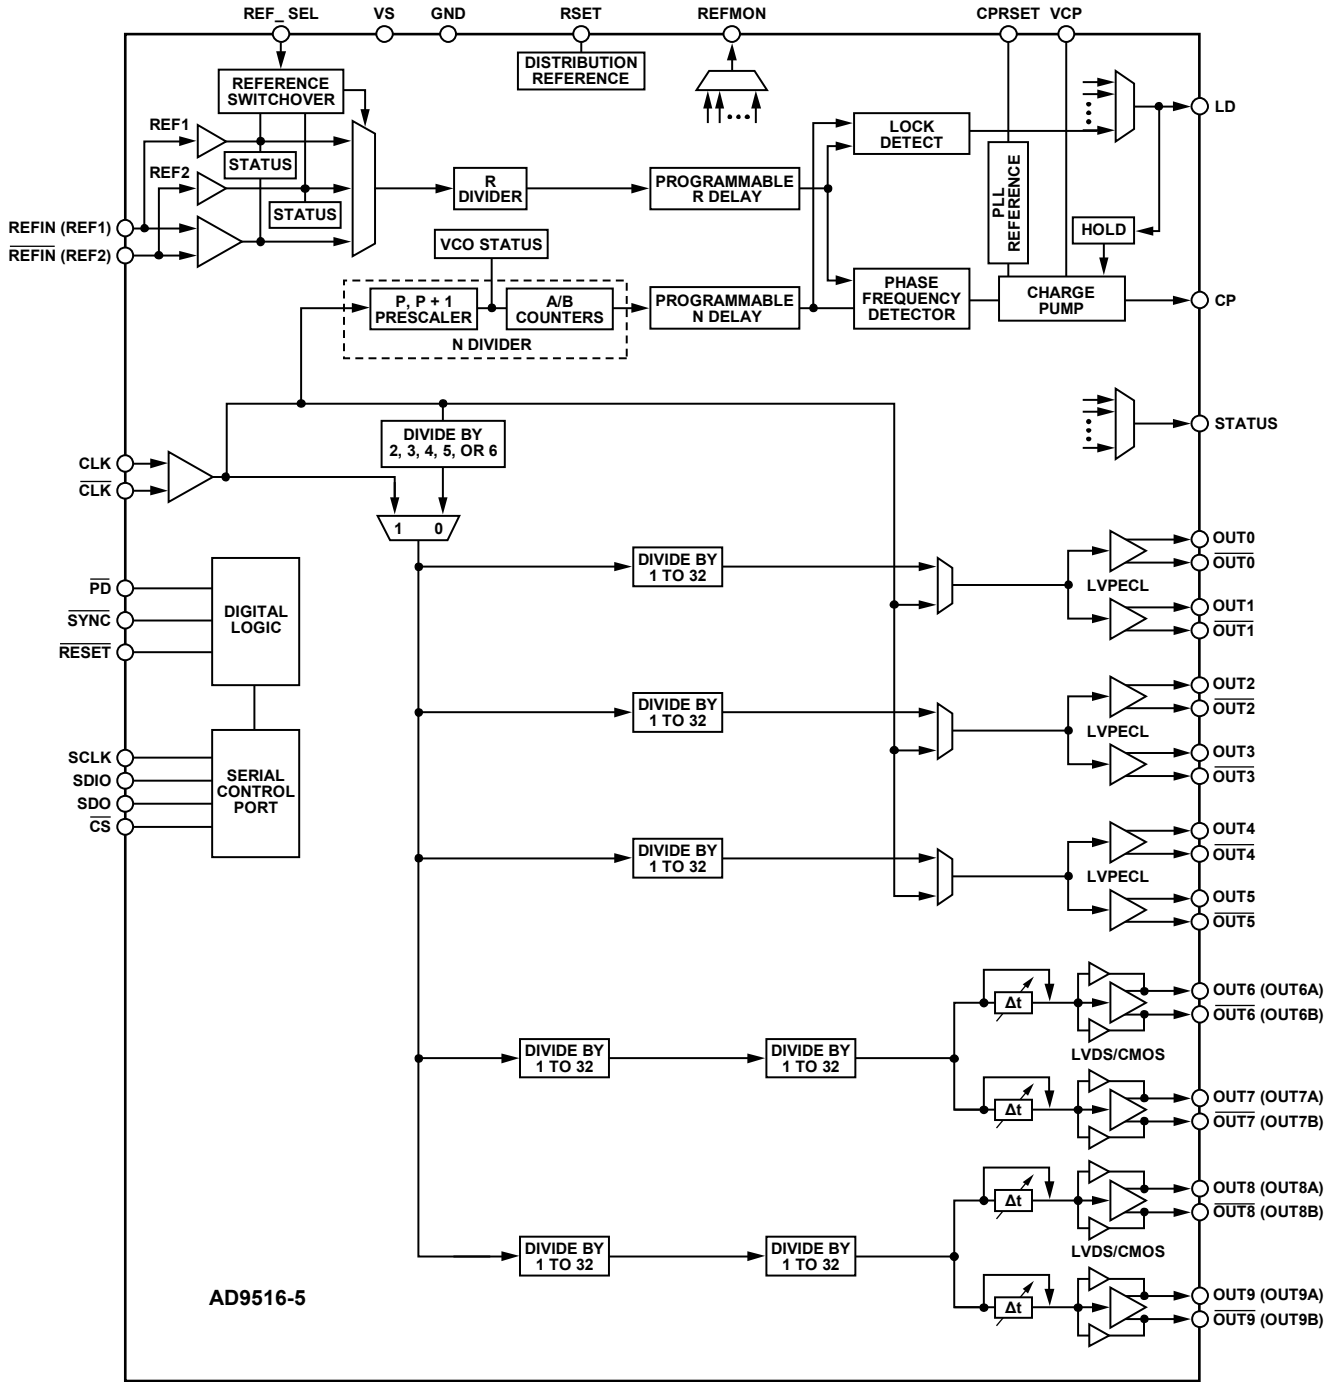 REF_ SEL VS GND RSET REFMON CPRSET VCP
DISTRIBUTION
REFERENCE
REFERENCE
SWITCHOVER
REF1
STATUS
REF2
STATUS
REFIN (REF1)
REFIN (REF2)
R
DIVIDER
PROGRAMMABLE
R DELAY
LOCK
DETECT
LD
PLL
REFERENCE
HOLD
VCO STATUS
P, P + 1
PRESCALER
A/B
COUNTERS
N DIVIDER
PROGRAMMABLE
N DELAY
PHASE
FREQUENCY
DETECTOR
CHARGE
PUMP
CP
STATUS
DIVIDE BY
2, 3, 4, 5, OR 6
CLK
CLK
1 0
PD
SYNC
RESET
DIGITAL
LOGIC
SCLK
SDIO
SDO
CS
SERIAL
CONTROL
PORT
DIVIDE BY
1 TO 32
LVPECL
OUT0
OUT0
OUT1
OUT1
DIVIDE BY
1 TO 32
LVPECL
OUT2
OUT2
OUT3
OUT3
DIVIDE BY
1 TO 32
LVPECL
OUT4
OUT4
OUT5
OUT5
DIVIDE BY
1 TO 32
DIVIDE BY
1 TO 32
Δt
OUT6 (OUT6A)
OUT6 (OUT6B)
LVDS/CMOS
Δt
OUT7 (OUT7A)
OUT7 (OUT7B)
DIVIDE BY
1 TO 32
DIVIDE BY
1 TO 32
Δt
OUT8 (OUT8A)
OUT8 (OUT8B)
LVDS/CMOS
Δt
OUT9 (OUT9A)
OUT9 (OUT9B)
AD9516-5